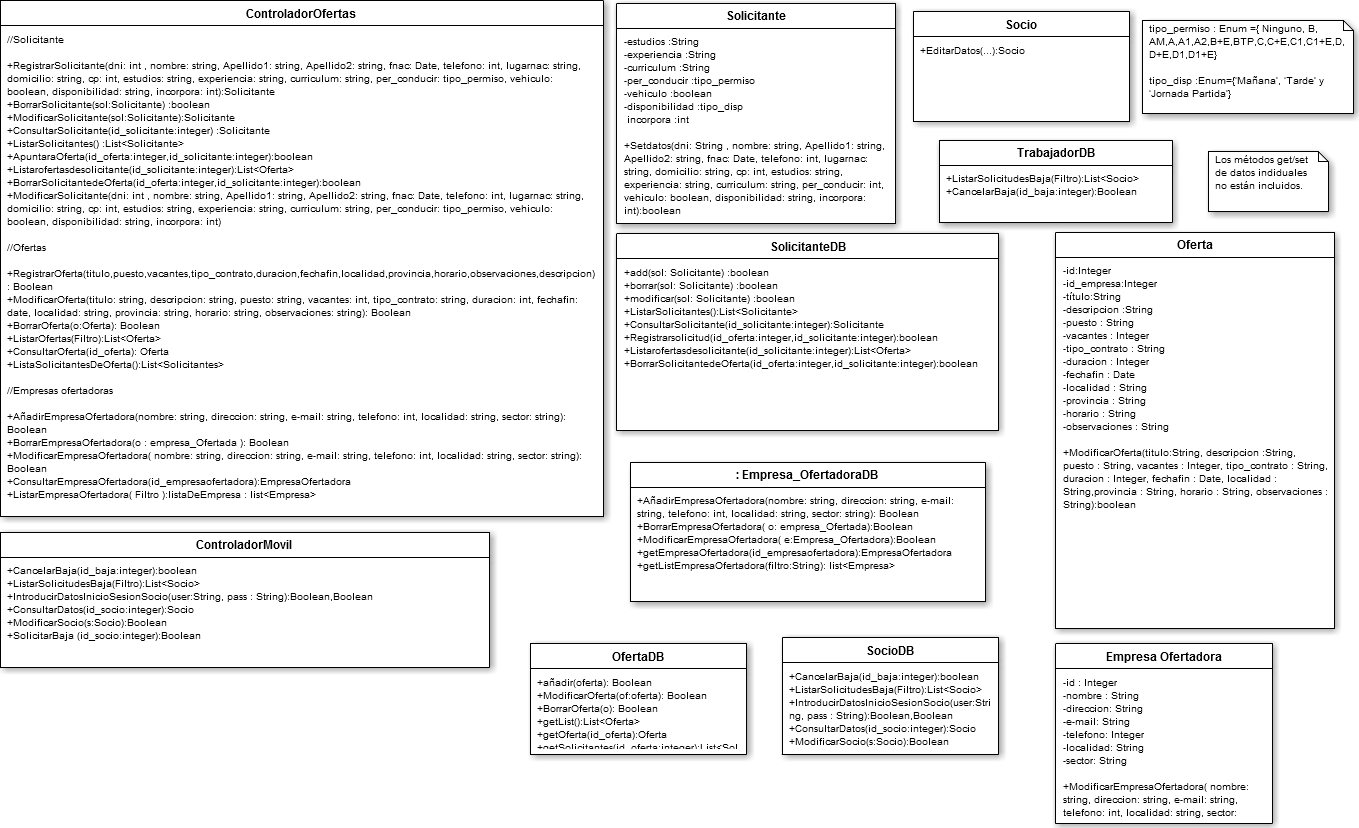 ControladorOfertas
//Solicitante
+RegistrarSolicitante(dni: int , nombre: string, Apellido1: string, Apellido2: string, fnac: Date, telefono: int, lugarnac: string,
domicilio: string, cp: int, estudios: string, experiencia: string, curriculum: string, per_conducir: tipo_permiso, vehiculo:
boolean, disponibilidad: string, incorpora: int):Solicitante
+BorrarSolicitante(sol:Solicitante) :boolean
+ModificarSolicitante(sol:Solicitante):Solicitante
+ConsultarSolicitante(id_solicitante:integer) :Solicitante
+ListarSolicitantes() :List<Solicitante>
+ApuntaraOferta(id_oferta:integer,id_solicitante:integer):boolean
+Listarofertasdesolicitante(id_solicitante:integer):List<Oferta>
+BorrarSolicitantedeOferta(id_oferta:integer,id_solicitante:integer):boolean
+ModificarSolicitante(dni: int , nombre: string, Apellido1: string, Apellido2: string, fnac: Date, telefono: int, lugarnac: string,
domicilio: string, cp: int, estudios: string, experiencia: string, curriculum: string, per_conducir: tipo_permiso, vehiculo:
boolean, disponibilidad: string, incorpora: int)
//Ofertas
+RegistrarOferta(titulo,puesto,vacantes,tipo_contrato,duracion,fechafin,localidad,provincia,horario,observaciones,descripcion)
: Boolean
+ModificarOferta(titulo: string, descripcion: string, puesto: string, vacantes: int, tipo_contrato: string, duracion: int, fechafin:
date, localidad: string, provincia: string, horario: string, observaciones: string): Boolean
+BorrarOferta(o:Oferta): Boolean
+ListarOfertas(Filtro):List<Oferta>
+ConsultarOferta(id_oferta): Oferta
+ListaSolicitantesDeOferta():List<Solicitantes>
//Empresas ofertadoras
+AñadirEmpresaOfertadora(nombre: string, direccion: string, e-mail: string, telefono: int, localidad: string, sector: string):
Boolean
+BorrarEmpresaOfertadora(o : empresa_Ofertada ): Boolean
+ModificarEmpresaOfertadora( nombre: string, direccion: string, e-mail: string, telefono: int, localidad: string, sector: string):
Boolean
+ConsultarEmpresaOfertadora(id_empresaofertadora):EmpresaOfertadora
+ListarEmpresaOfertadora( Filtro ):listaDeEmpresa : list<Empresa>
Solicitante
-estudios :String
-experiencia :String
-curriculum :String
-per_conducir :tipo_permiso
-vehiculo :boolean
-disponibilidad :tipo_disp
incorpora :int
+Setdatos(dni: String , nombre: string, Apellido1: string,
Apellido2: string, fnac: Date, telefono: int, lugarnac:
string, domicilio: string, cp: int, estudios: string,
experiencia: string, curriculum: string, per_conducir: int,
vehiculo: boolean, disponibilidad: string, incorpora:
int):boolean
Socio
+EditarDatos(...):Socio
tipo_permiso : Enum ={ Ninguno, B,
AM,A,A1,A2,B+E,BTP,C,C+E,C1,C1+E,D,
D+E,D1,D1+E}
tipo_disp :Enum={'Mañana', 'Tarde' y
'Jornada Partida'}
TrabajadorDB
+ListarSolicitudesBaja(Filtro):List<Socio>
+CancelarBaja(id_baja:integer):Boolean
Los métodos get/set
de datos indiduales
no están incluidos.
SolicitanteDB
+add(sol: Solicitante) :boolean
+borrar(sol: Solicitante) :boolean
+modificar(sol: Solicitante) :boolean
+ListarSolicitantes():List<Solicitante>
+ConsultarSolicitante(id_solicitante:integer):Solicitante
+Registrarsolicitud(id_oferta:integer,id_solicitante:integer):boolean
+Listarofertasdesolicitante(id_solicitante:integer):List<Oferta>
+BorrarSolicitantedeOferta(id_oferta:integer,id_solicitante:integer):boolean
Oferta
-id:Integer
-id_empresa:Integer
-título:String
-descripcion :String
-puesto : String
-vacantes : Integer
-tipo_contrato : String
-duracion : Integer
-fechafin : Date
-localidad : String
-provincia : String
-horario : String
-observaciones : String
+ModificarOferta(titulo:String, descripcion :String,
puesto : String, vacantes : Integer, tipo_contrato : String,
duracion : Integer, fechafin : Date, localidad :
String,provincia : String, horario : String, observaciones :
String):boolean
: Empresa_OfertadoraDB
+AñadirEmpresaOfertadora(nombre: string, direccion: string, e-mail:
string, telefono: int, localidad: string, sector: string): Boolean
+BorrarEmpresaOfertadora( o: empresa_Ofertada):Boolean
+ModificarEmpresaOfertadora( e:Empresa_Ofertadora):Boolean
+getEmpresaOfertadora(id_empresaofertadora):EmpresaOfertadora
+getListEmpresaOfertadora(filtro:String): list<Empresa>
ControladorMovil
+CancelarBaja(id_baja:integer):boolean
+ListarSolicitudesBaja(Filtro):List<Socio>
+IntroducirDatosInicioSesionSocio(user:String, pass : String):Boolean,Boolean
+ConsultarDatos(id_socio:integer):Socio
+ModificarSocio(s:Socio):Boolean
+SolicitarBaja (id_socio:integer):Boolean
OfertaDB
+añadir(oferta): Boolean
+ModificarOferta(of:oferta): Boolean
+BorrarOferta(o): Boolean
+getList():List<Oferta>
+getOferta(id_oferta):Oferta
+getSolicitantes(id_oferta:integer):List<Sol
SocioDB
+CancelarBaja(id_baja:integer):boolean
+ListarSolicitudesBaja(Filtro):List<Socio>
+IntroducirDatosInicioSesionSocio(user:Stri
ng, pass : String):Boolean,Boolean
+ConsultarDatos(id_socio:integer):Socio
+ModificarSocio(s:Socio):Boolean
Empresa Ofertadora
-id : Integer
-nombre : String
-direccion: String
-e-mail: String
-telefono: Integer
-localidad: String
-sector: String
+ModificarEmpresaOfertadora( nombre:
string, direccion: string, e-mail: string,
telefono: int, localidad: string, sector: